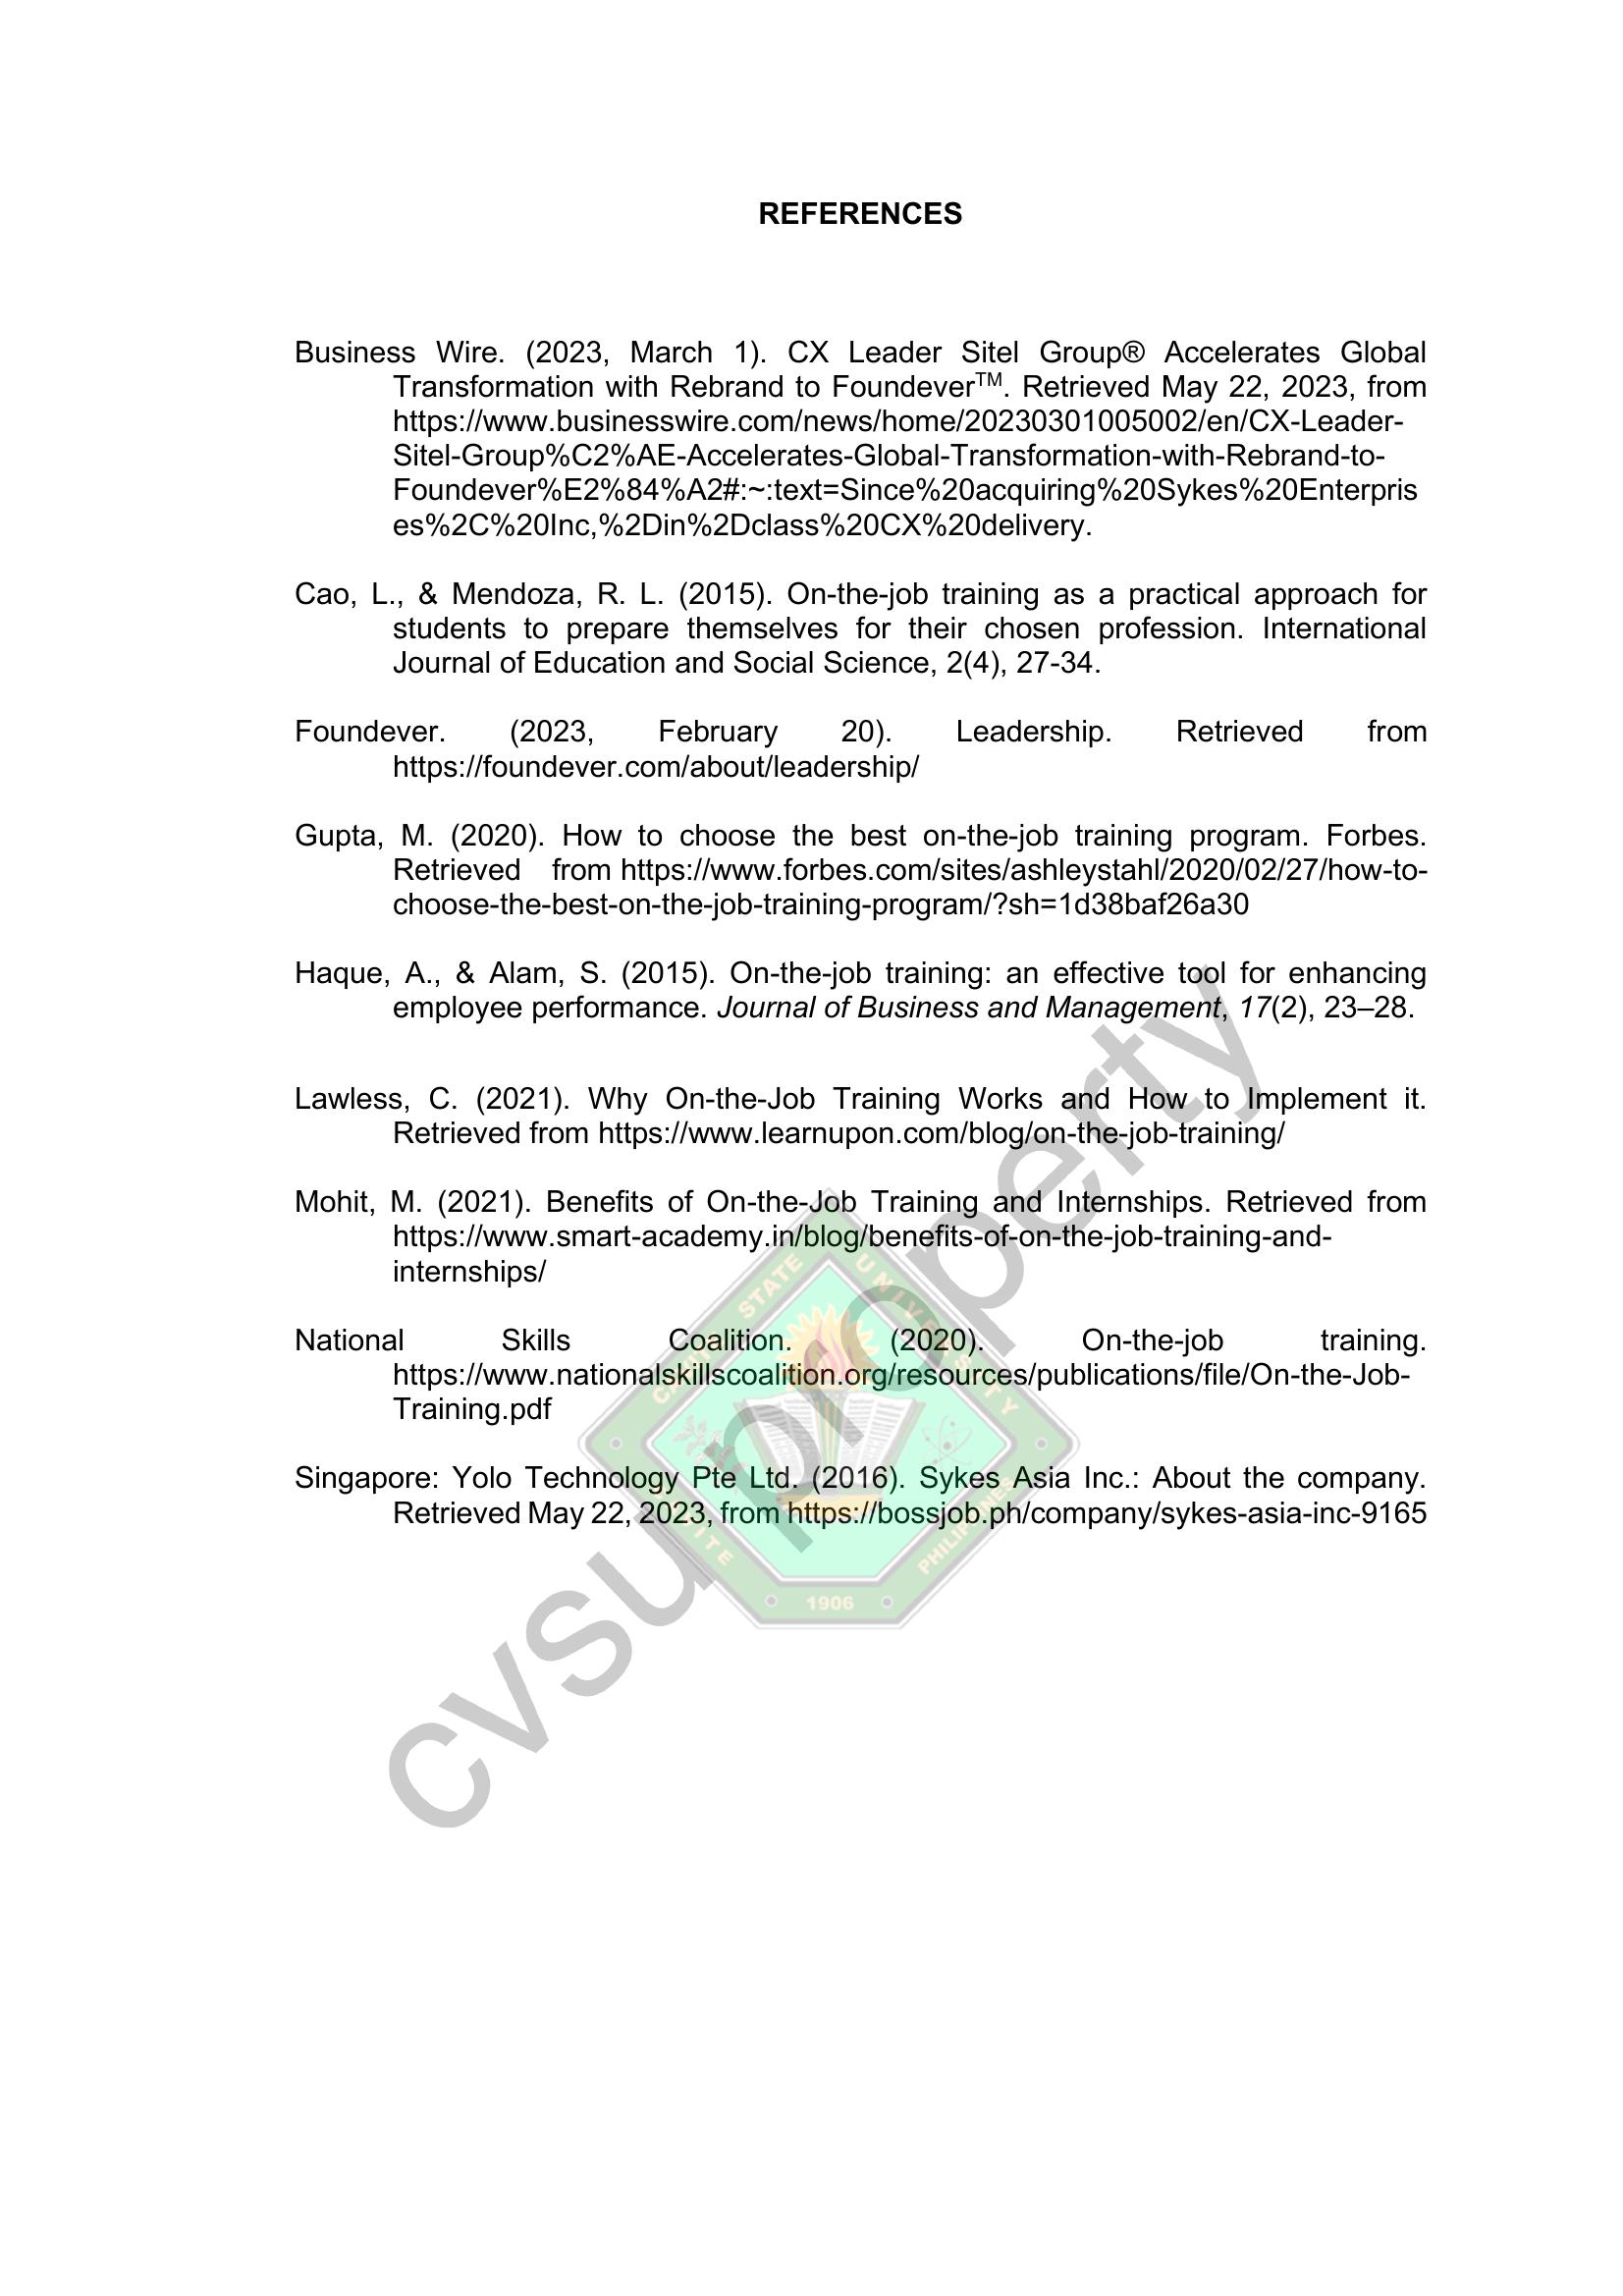 REFERENCES
Business Wire. (2023, March 1). CX Leader Sitel Group® Accelerates Global
Transformation with Rebrand to Foundever™. Retrieved May 22, 2023, from
https://www.businesswire.com/news/home/20230301005002/en/CX-Leader-
Sitel-Group%C2%AE-Accelerates-Global-Transformation-with-Rebrand-to-
Foundever%E2%84%A2#:~:text=Since%20acquiring%20Sykes%20Enterpris
es%2C%20Inc,%2Din%2Dclass%20CX%20delivery.
Cao, L., & Mendoza, R. L. (2015). On-the-job training as a practical approach for
students to prepare themselves for their chosen profession. International
Journal of Education and Social Science, 2(4), 27-34.
Foundever. (2023, February 20). Leadership. Retrieved from
https://foundever.com/about/leadership/
Gupta, M. (2020). How to choose the best on-the-job training program. Forbes.
Retrieved from https://www.forbes.com/sites/ashleystahl/2020/02/27/how-to-
choose-the-best-on-the-job-training-program/?sh=1d38baf26a30
Haque, A., & Alam, S. (2015). On-the-job training: an effective tool for enhancing
employee performance. Journal of Business and Management, 17(2), 23–28.
Lawless, C. (2021). Why On-the-Job Training Works and How to Implement it.
Retrieved from https://www.learnupon.com/blog/on-the-job-training/
Mohit, M. (2021). Benefits of On-the-Job Training and Internships. Retrieved from
https://www.smart-academy.in/blog/benefits-of-on-the-job-training-and-
internships/
National Skills Coalition. (2020). On-the-job training.
https://www.nationalskillscoalition.org/resources/publications/file/On-the-Job-
Training.pdf
Singapore: Yolo Technology Pte Ltd. (2016). Sykes Asia Inc.: About the company.
Retrieved May 22, 2023, from https://bossjob.ph/company/sykes-asia-inc-9165
cvsu property
CAVITE STATE UNIVERSITY
PHILIPPINES
1906